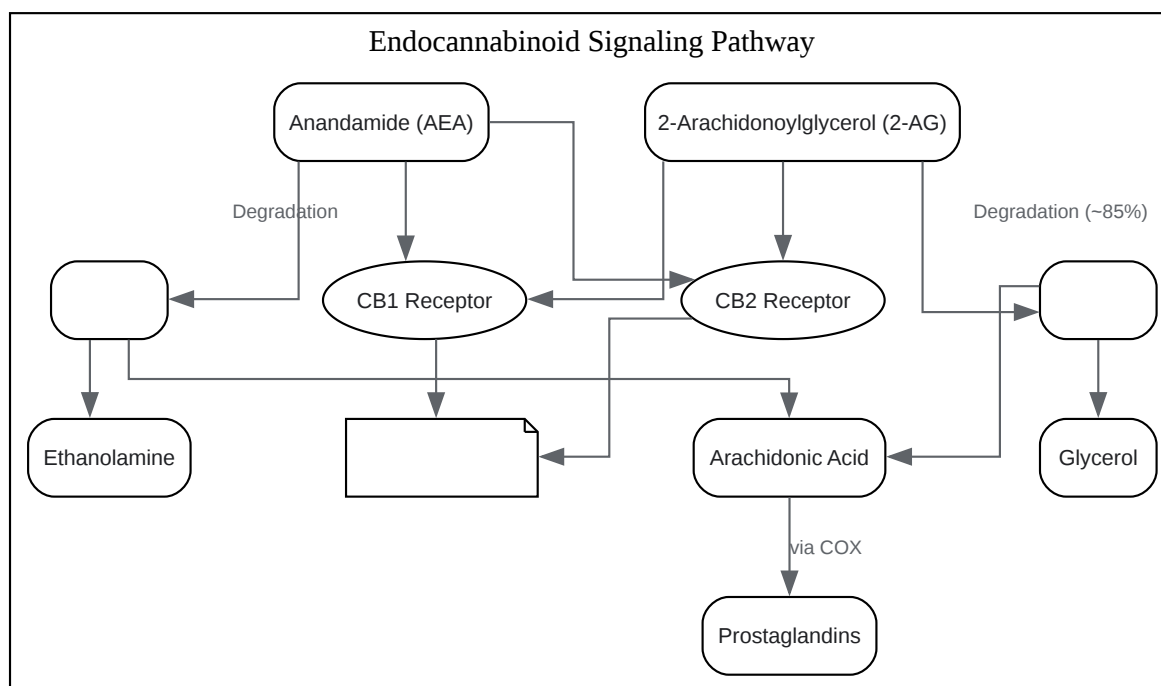 Endocannabinoid Signaling Pathway
Anandamide (AEA)
2-Arachidonoylglycerol (2-AG)
Degradation
Degradation (~85%)
CB1 Receptor
CB2 Receptor
Ethanolamine
Arachidonic Acid
Glycerol
via COX
Prostaglandins